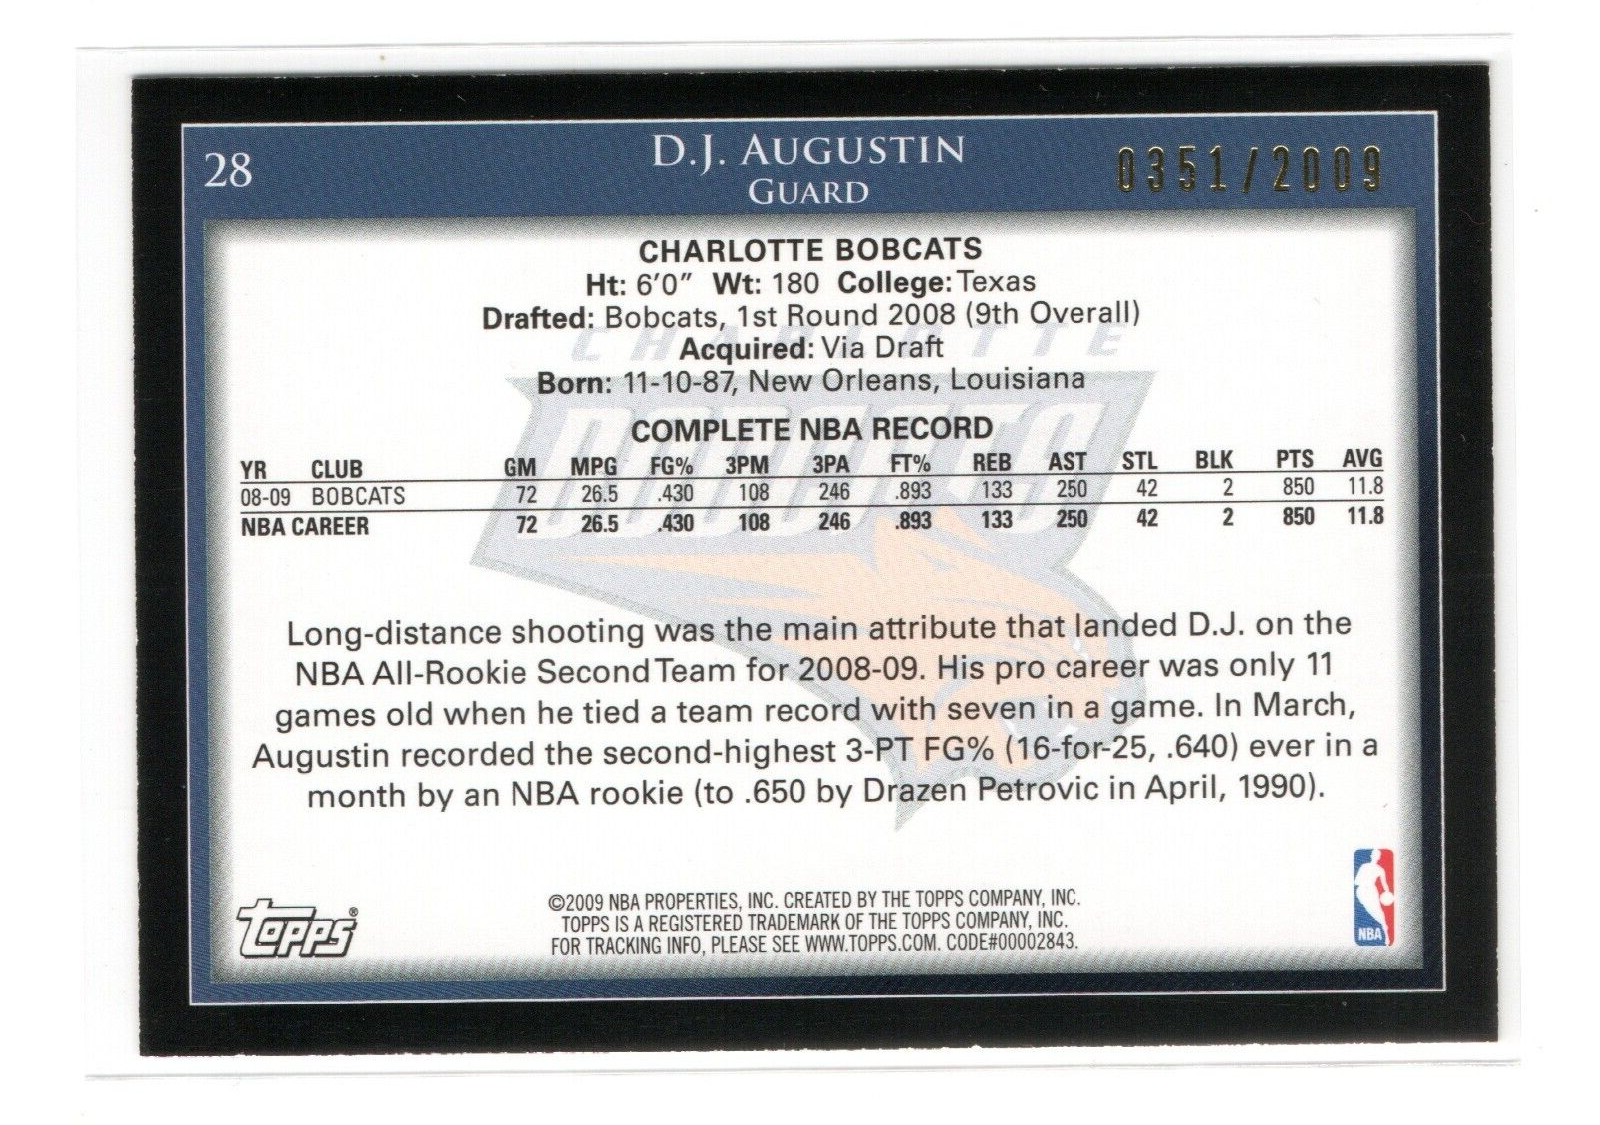 28
D.J. AUGUSTIN
GUARD
0351/2009
CHARLOTTE BOBCATS
Ht: 6'0" Wt: 180 College: Texas
Drafted: Bobcats, 1st Round 2008 (9th Overall)
Acquired: Via Draft
Born: 11-10-87, New Orleans, Louisiana
CHARLOTTE
BOBCATS
COMPLETE NBA RECORD
YR CLUB GM MPG FG% 3PM 3PA FT% REB AST STL BLK PTS AVG
08-09 BOBCATS 72 26.5 .430 108 246 .893 133 250 42 2 850 11.8
NBA CAREER 72 26.5 .430 108 246 .893 133 250 42 2 850 11.8
Long-distance shooting was the main attribute that landed D.J. on the
NBA All-Rookie Second Team for 2008-09. His pro career was only 11
games old when he tied a team record with seven in a game. In March,
Augustin recorded the second-highest 3-PT FG% (16-for-25, .640) ever in a
month by an NBA rookie (to .650 by Drazen Petrovic in April, 1990).
Topps®
©2009 NBA PROPERTIES, INC. CREATED BY THE TOPPS COMPANY, INC.
TOPPS IS A REGISTERED TRADEMARK OF THE TOPPS COMPANY, INC.
FOR TRACKING INFO, PLEASE SEE WWW.TOPPS.COM. CODE#00002843.
NBA